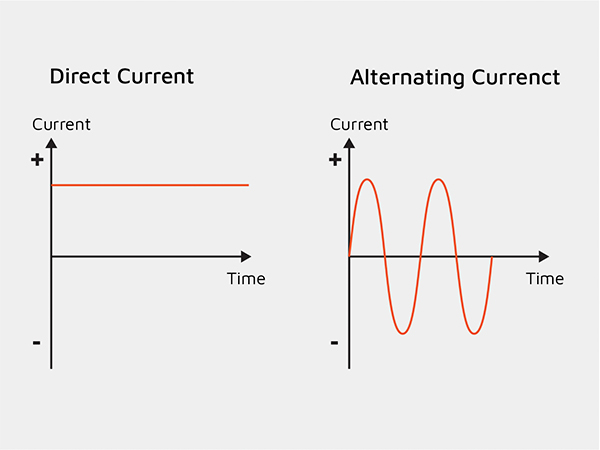 Direct Current
Current
+
Time
-
Alternating Currenct
Current
+
Time
-